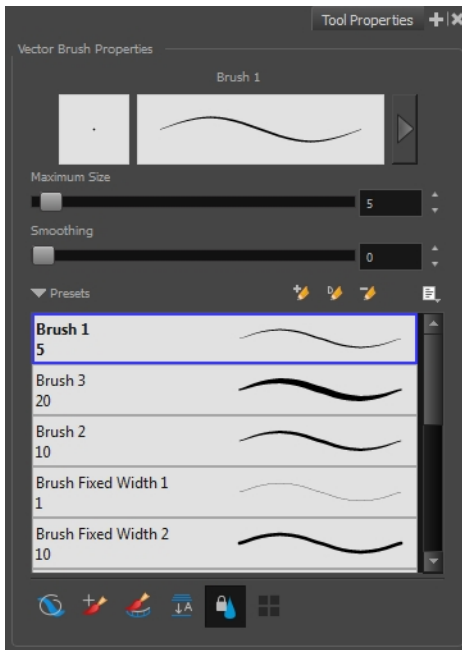 Tool Properties
Vector Brush Properties
Brush 1
Maximum Size
5
Smoothing
0
Presets
Brush 1
5
Brush 3
20
Brush 2
10
Brush Fixed Width 1
1
Brush Fixed Width 2
10